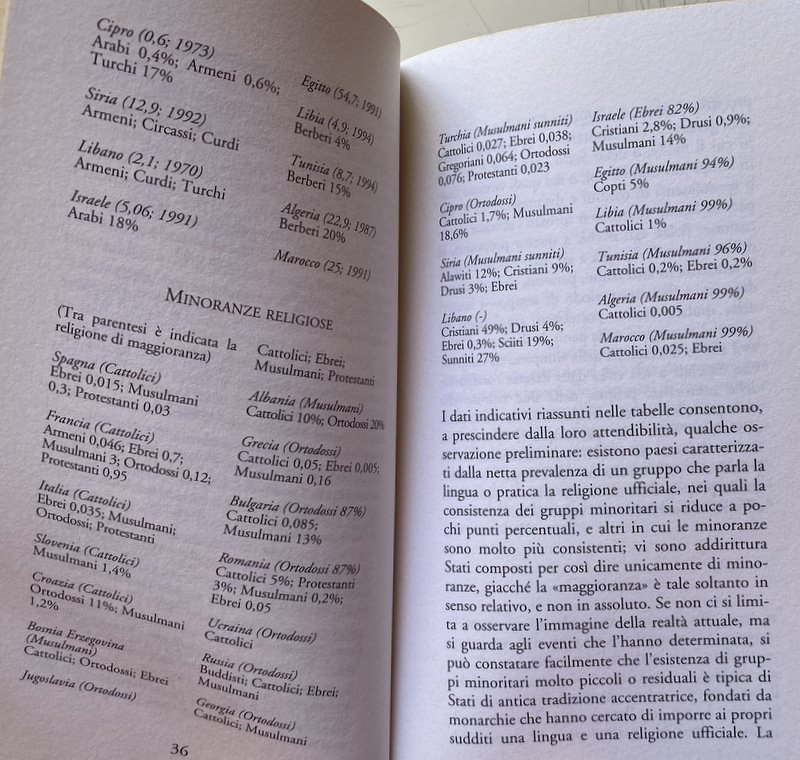 Cipro (0,6; 1973)
Arabi 0,4%; Armeni 0,6%;
Turchi 17%
Siria (12,9; 1992)
Armeni; Circassi; Curdi
Libano (2,1; 1970)
Armeni; Curdi; Turchi
Israele (5,06; 1991)
Arabi 18%
Egitto (54,7; 1991)
Libia (4,9; 1994)
Berberi 4%
Tunisia (8,7; 1994)
Berberi 15%
Algeria (22,9; 1987)
Berberi 20%
Marocco (25; 1991)
MINORANZE RELIGIOSE
(Tra parentesi è indicata la
religione di maggioranza)
Spagna (Cattolici)
Ebrei 0,015; Musulmani
0,3; Protestanti 0,03
Francia (Cattolici)
Armeni 0,046; Ebrei 0,7;
Musulmani 3; Ortodossi 0,12;
Protestanti 0,95
Italia (Cattolici)
Ebrei 0,035; Musulmani;
Ortodossi; Protestanti
Slovenia (Cattolici)
Musulmani 1,4%
Croazia (Cattolici)
Ortodossi 11%; Musulmani
1,2%
Bosnia Erzegovina
(Musulmani)
Cattolici; Ortodossi; Ebrei
Jugoslavia (Ortodossi)
Cattolici; Ebrei;
Musulmani; Protestanti
Albania (Musulmani)
Cattolici 10%; Ortodossi 20%
Grecia (Ortodossi)
Cattolici 0,05; Ebrei 0,005;
Musulmani 0,16
Bulgaria (Ortodossi 87%)
Cattolici 0,085;
Musulmani 13%
Romania (Ortodossi 87%)
Cattolici 5%; Protestanti
3%; Musulmani 0,2%;
Ebrei 0,05
Ucraina (Ortodossi)
Cattolici
Russia (Ortodossi)
Buddisti; Cattolici; Ebrei;
Musulmani
Georgia (Ortodossi)
Cattolici; Musulmani
36
Turchia (Musulmani sunniti)
Cattolici 0,027; Ebrei 0,038;
Gregoriani 0,064; Ortodossi
0,076; Protestanti 0,023
Cipro (Ortodossi)
Cattolici 1,7%; Musulmani
18,6%
Siria (Musulmani sunniti)
Alawiti 12%; Cristiani 9%;
Drusi 3%; Ebrei
Libano (-)
Cristiani 49%; Drusi 4%;
Ebrei 0,3%; Sciiti 19%;
Sunniti 27%
Israele (Ebrei 82%)
Cristiani 2,8%; Drusi 0,9%;
Musulmani 14%
Egitto (Musulmani 94%)
Copti 5%
Libia (Musulmani 99%)
Cattolici 1%
Tunisia (Musulmani 96%)
Cattolici 0,2%; Ebrei 0,2%
Algeria (Musulmani 99%)
Cattolici 0,005
Marocco (Musulmani 99%)
Cattolici 0,025; Ebrei
I dati indicativi riassunti nelle tabelle consentono,
a prescindere dalla loro attendibilità, qualche os-
servazione preliminare: esistono paesi caratterizza-
ti dalla netta prevalenza di un gruppo che parla la
lingua o pratica la religione ufficiale, nei quali la
consistenza dei gruppi minoritari si riduce a po-
chi punti percentuali, e altri in cui le minoranze
sono molto più consistenti; vi sono addirittura
Stati composti per così dire unicamente di mino-
ranze, giacché la «maggioranza» è tale soltanto in
senso relativo, e non in assoluto. Se non ci si limi-
ta a osservare l'immagine della realtà attuale, ma
si guarda agli eventi che l'hanno determinata, si
può constatare facilmente che l'esistenza di grup-
pi minoritari molto piccoli o residuali è tipica di
Stati di antica tradizione accentratrice, fondati da
monarchie che hanno cercato di imporre ai propri
sudditi una lingua e una religione ufficiale. La